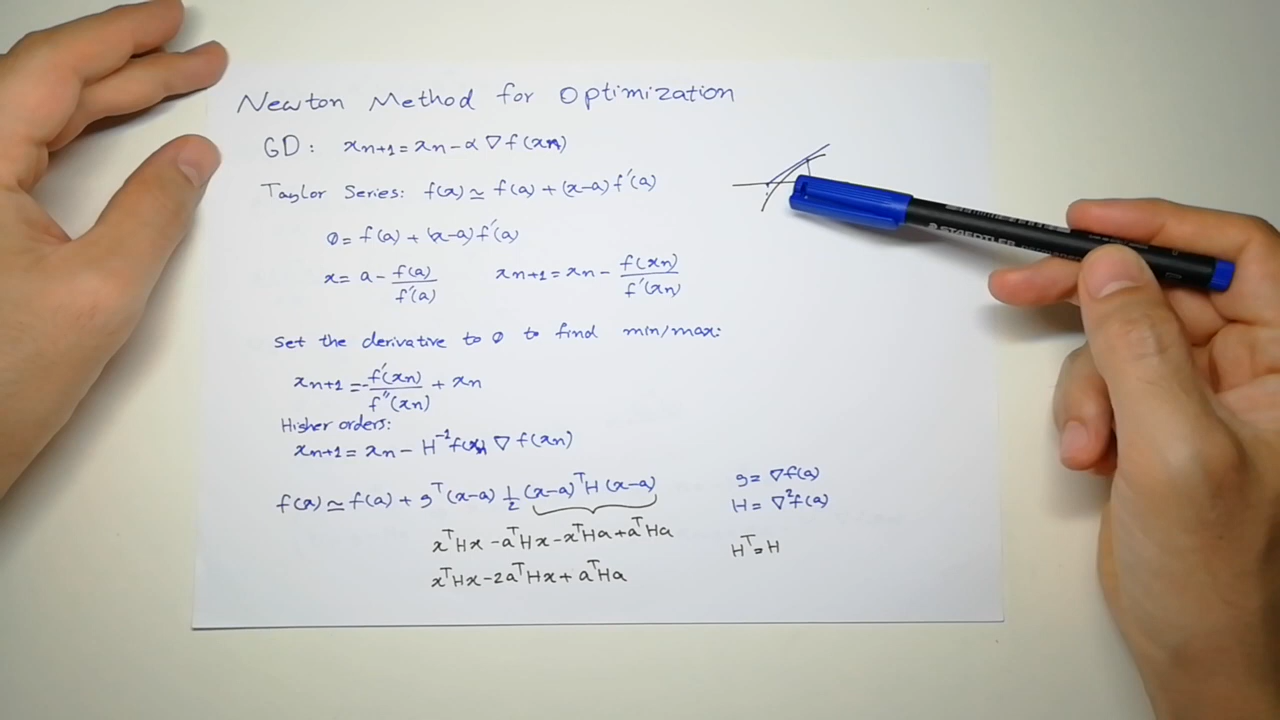 Newton Method for Optimization
GD: xn+1 = xn - α ∇ f(xn)
Taylor Series: f(x) ≃ f(a) + (x-a) f'(a)
0 = f(a) + (x-a) f'(a)
x = a - f(a)/f'(a) xn+1 = xn - f(xn)/f'(xn)
Set the derivative to 0 to find min/max:
xn+1 = - f'(xn)/f''(xn) + xn
Higher orders:
xn+1 = xn - H⁻¹ f(xn) ∇ f(xn)
f(x) ≃ f(a) + gᵀ(x-a) 1/2 (x-a)ᵀ H (x-a)
xᵀHx - aᵀHx - xᵀHa + aᵀHa
xᵀHx - 2aᵀHx + aᵀHa
g = ∇f(a)
H = ∇²f(a)
Hᵀ = H
STAEDTLER